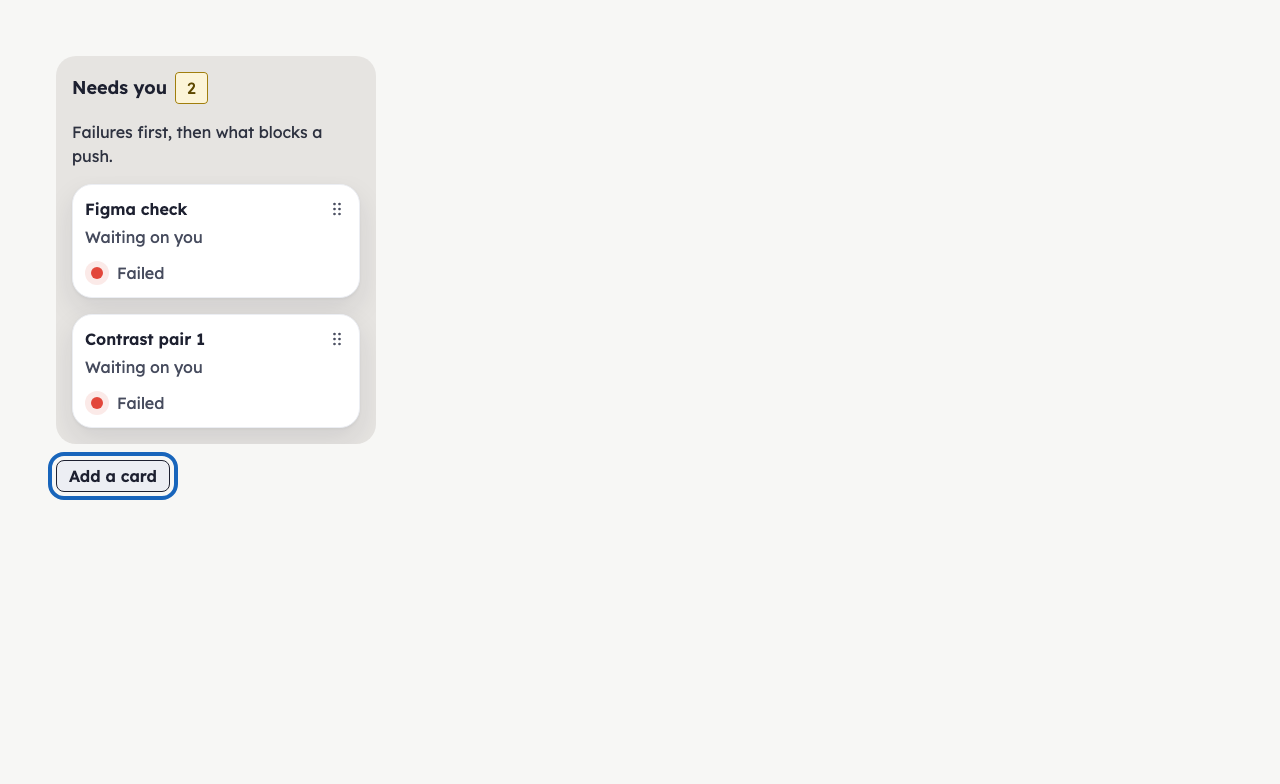 Needs you 2
Failures first, then what blocks a
push.
Figma check
Waiting on you
Failed
Contrast pair 1
Waiting on you
Failed
Add a card